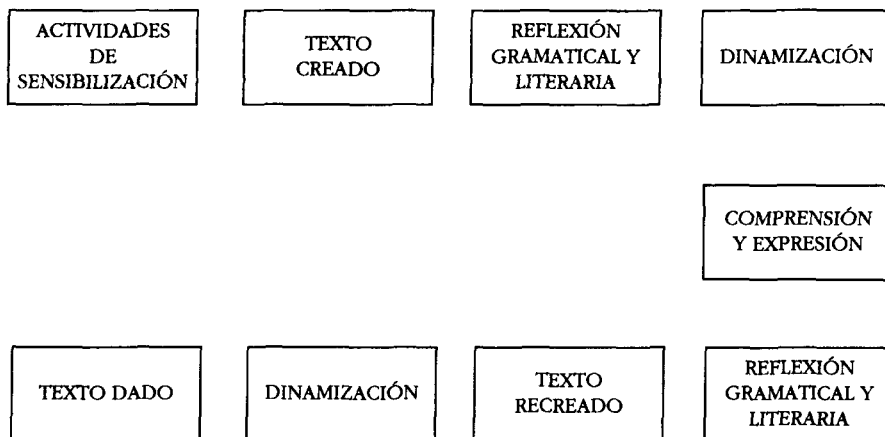 ACTIVIDADES
DE
SENSIBILIZACIÓN
TEXTO
CREADO
REFLEXIÓN
GRAMATICAL Y
LITERARIA
DINAMIZACIÓN
COMPRENSIÓN
Y EXPRESIÓN
TEXTO DADO
DINAMIZACIÓN
TEXTO
RECREADO
REFLEXIÓN
GRAMATICAL Y
LITERARIA